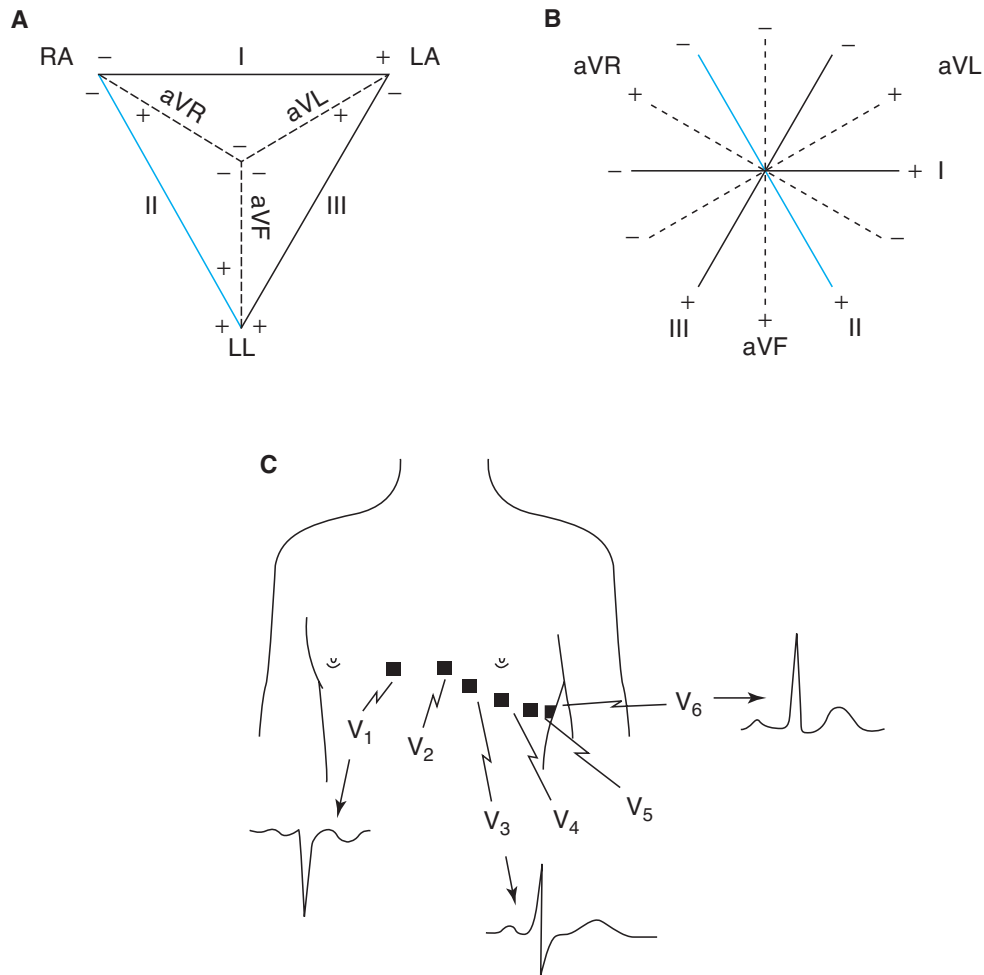 A
RA − I + LA
− aVR + aVL + −
−
− −
II aVF III
+
+ +
LL
B
− − −
aVR aVL
+ +
− + I
− −
+ + +
III aVF II
C
V1
V2
V3
V4
V5
V6